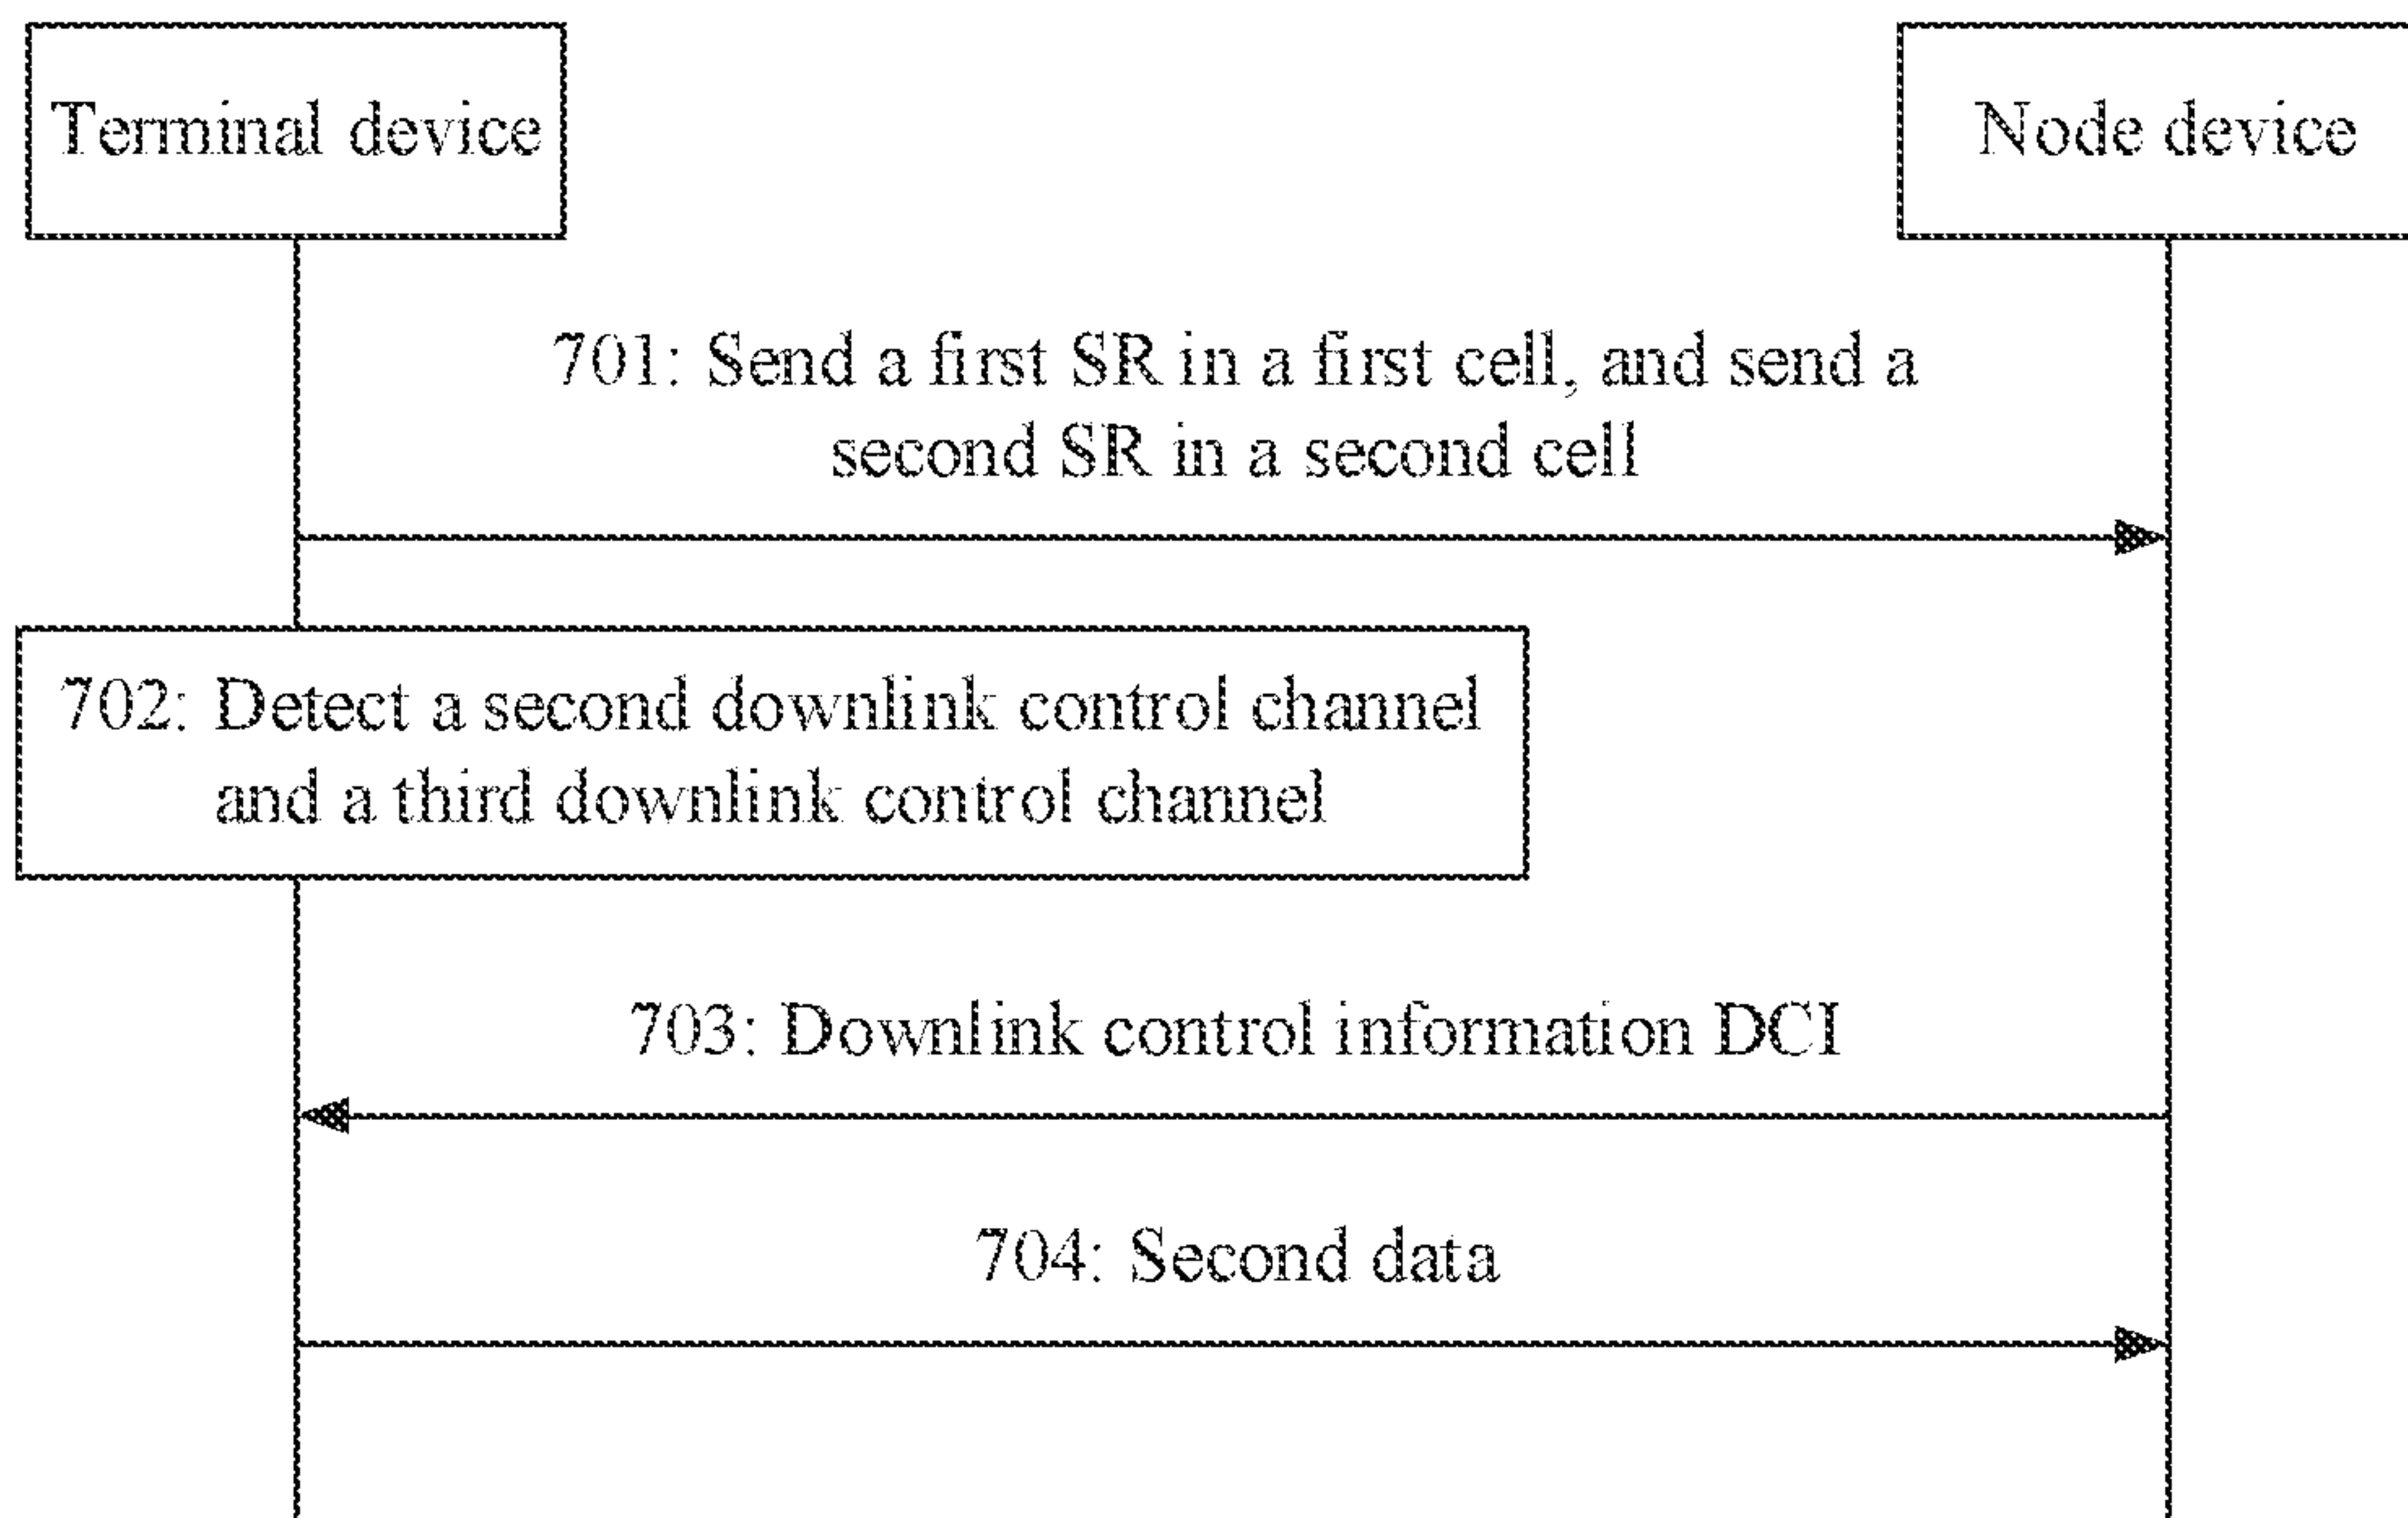 Terminal device
Node device
701: Send a first SR in a first cell, and send a
second SR in a second cell
702: Detect a second downlink control channel
and a third downlink control channel
703: Downlink control information DCI
704: Second data